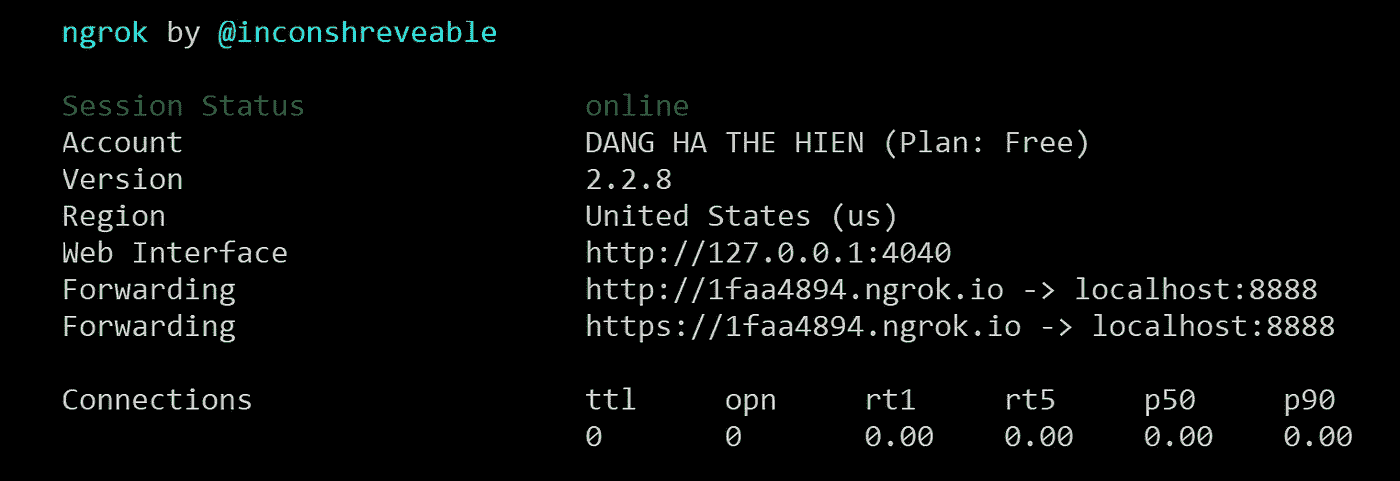 ngrok by @inconshreveable
Session Status online
Account DANG HA THE HIEN (Plan: Free)
Version 2.2.8
Region United States (us)
Web Interface http://127.0.0.1:4040
Forwarding http://1faa4894.ngrok.io -> localhost:8888
Forwarding https://1faa4894.ngrok.io -> localhost:8888
Connections ttl opn rt1 rt5 p50 p90
0 0 0.00 0.00 0.00 0.00